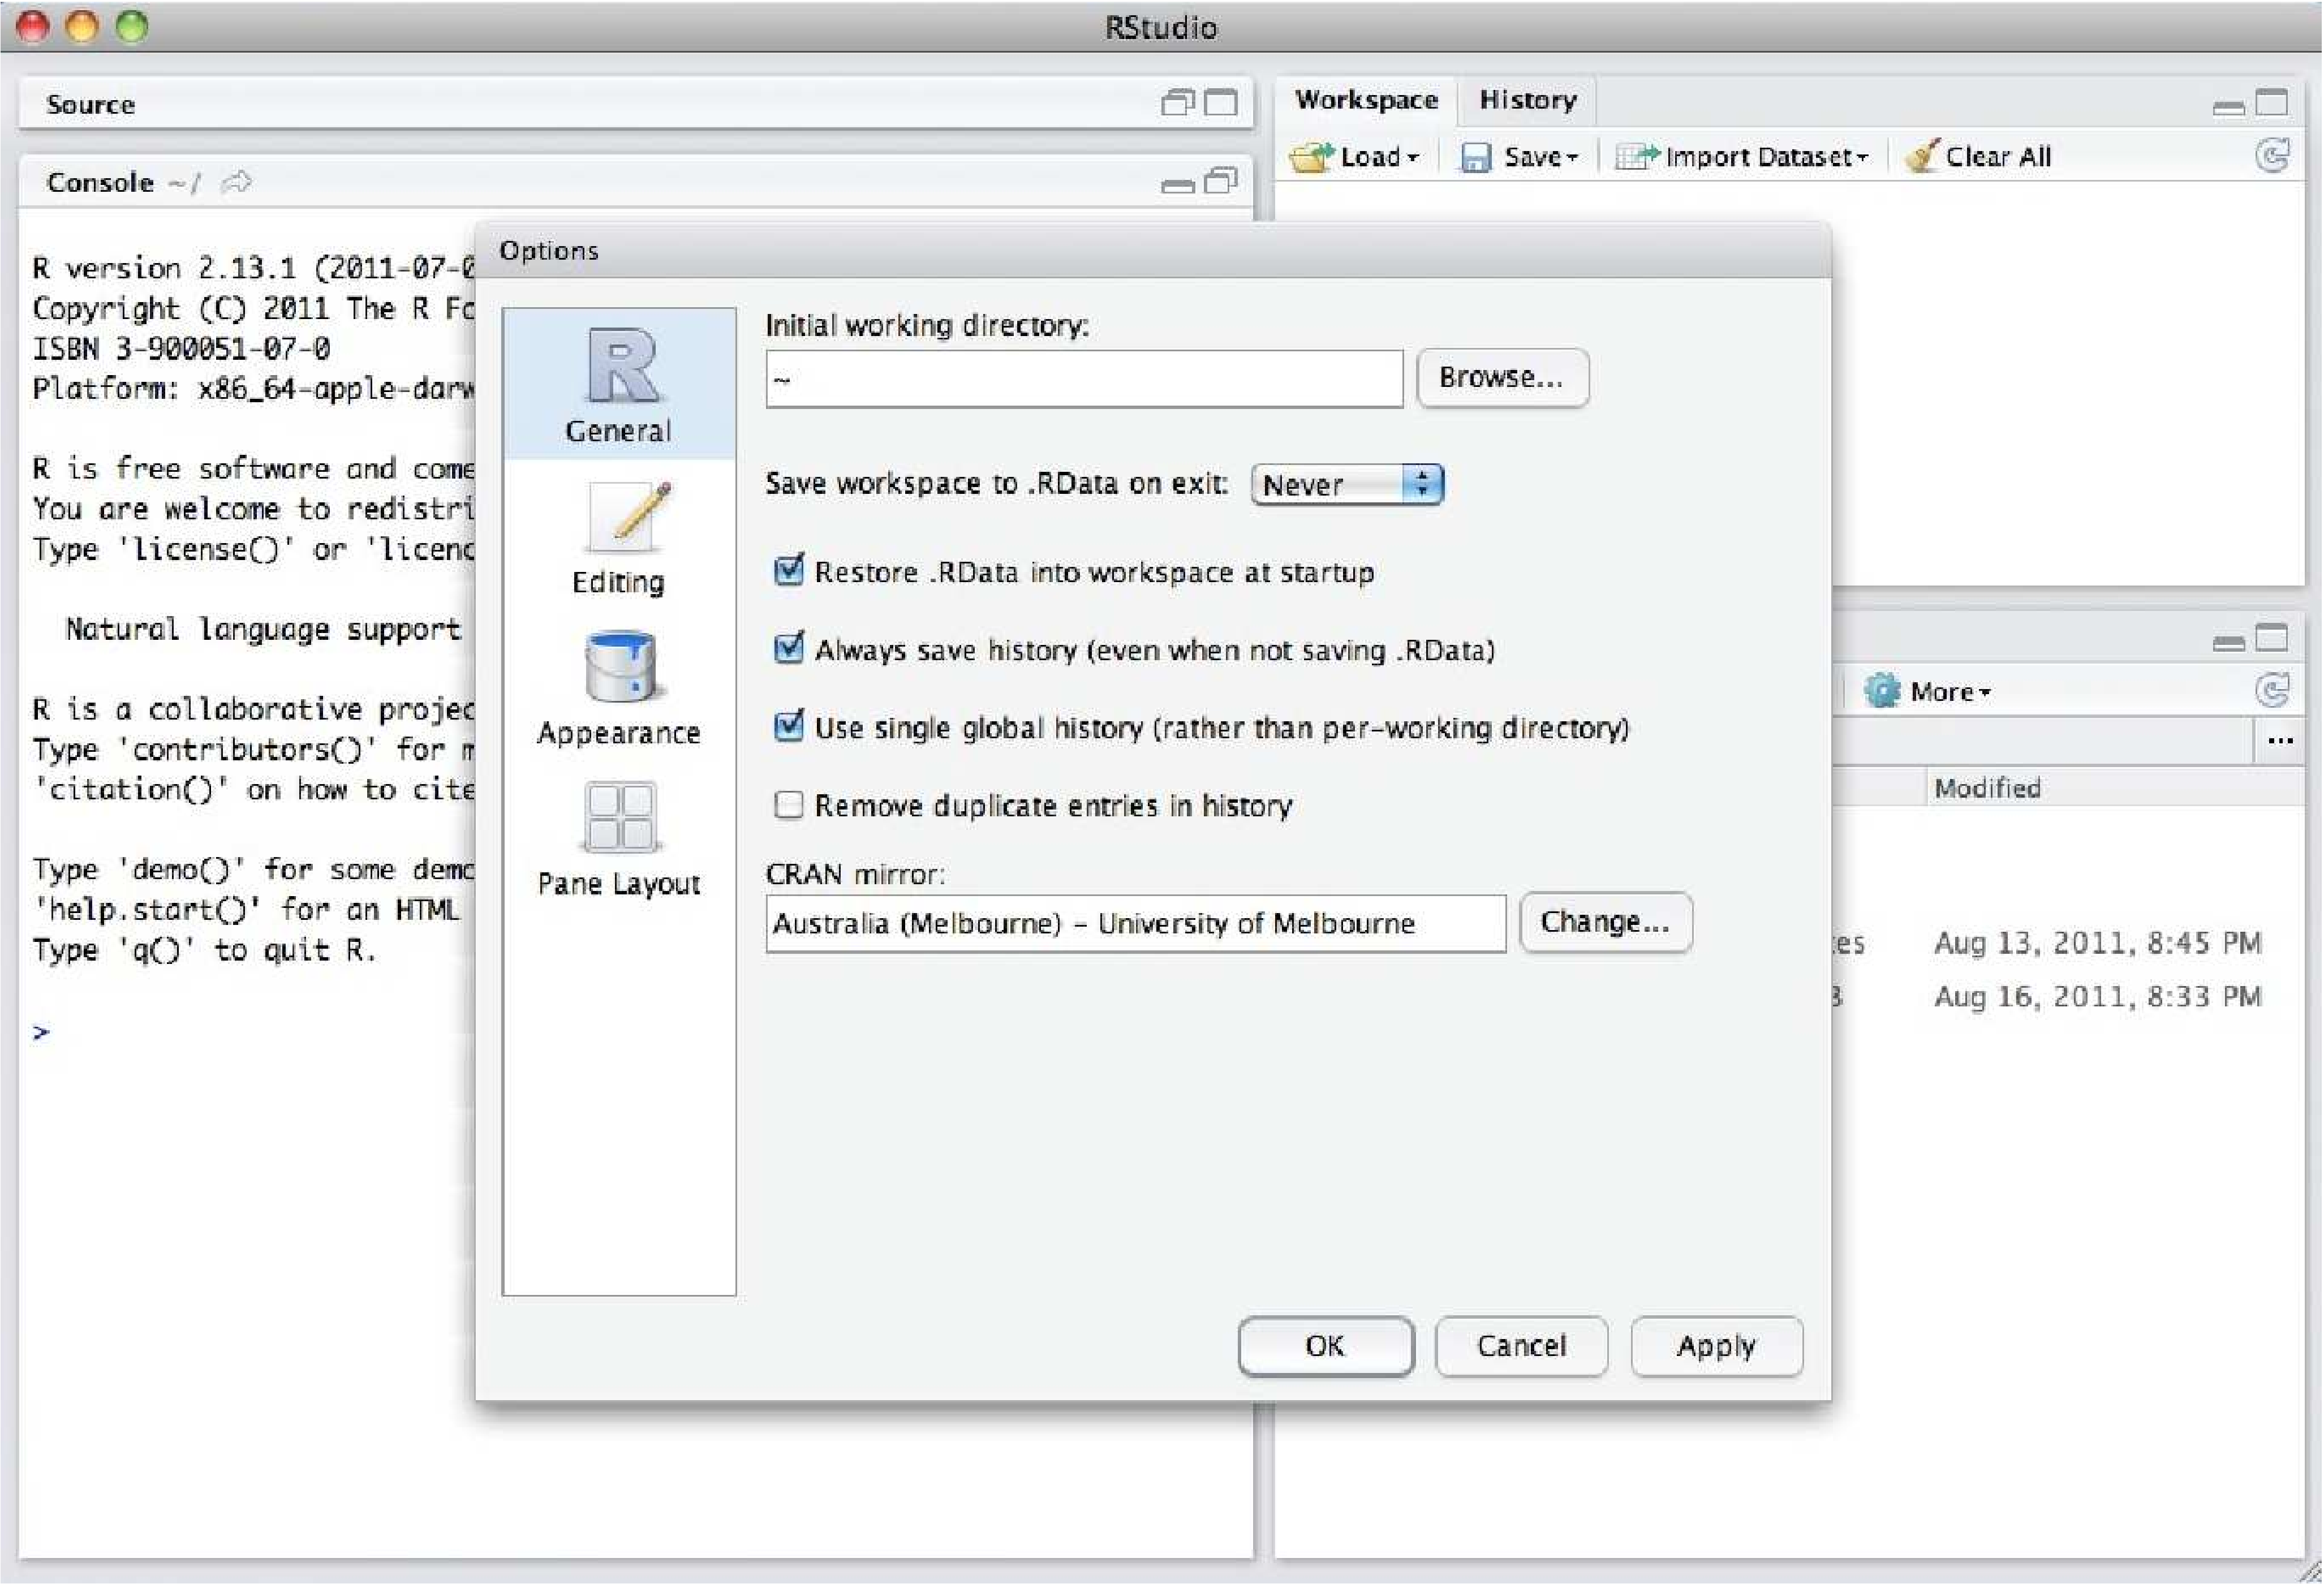 RStudio
Source
Console ~/
R version 2.13.1 (2011-07-0
Copyright (C) 2011 The R Fo
ISBN 3-900051-07-0
Platform: x86_64-apple-darw
R is free software and come
You are welcome to redistri
Type 'license()' or 'licenc
Natural language support
R is a collaborative projec
Type 'contributors()' for m
'citation()' on how to cite
Type 'demo()' for some demo
'help.start()' for an HTML
Type 'q()' to quit R.
>
Workspace History
Load Save Import Dataset Clear All
Options
General
Editing
Appearance
Pane Layout
Initial working directory:
~ Browse...
Save workspace to .RData on exit: Never
Restore .RData into workspace at startup
Always save history (even when not saving .RData)
Use single global history (rather than per-working directory)
Remove duplicate entries in history
CRAN mirror:
Australia (Melbourne) – University of Melbourne Change...
OK Cancel Apply
More
...
Modified
es Aug 13, 2011, 8:45 PM
Aug 16, 2011, 8:33 PM